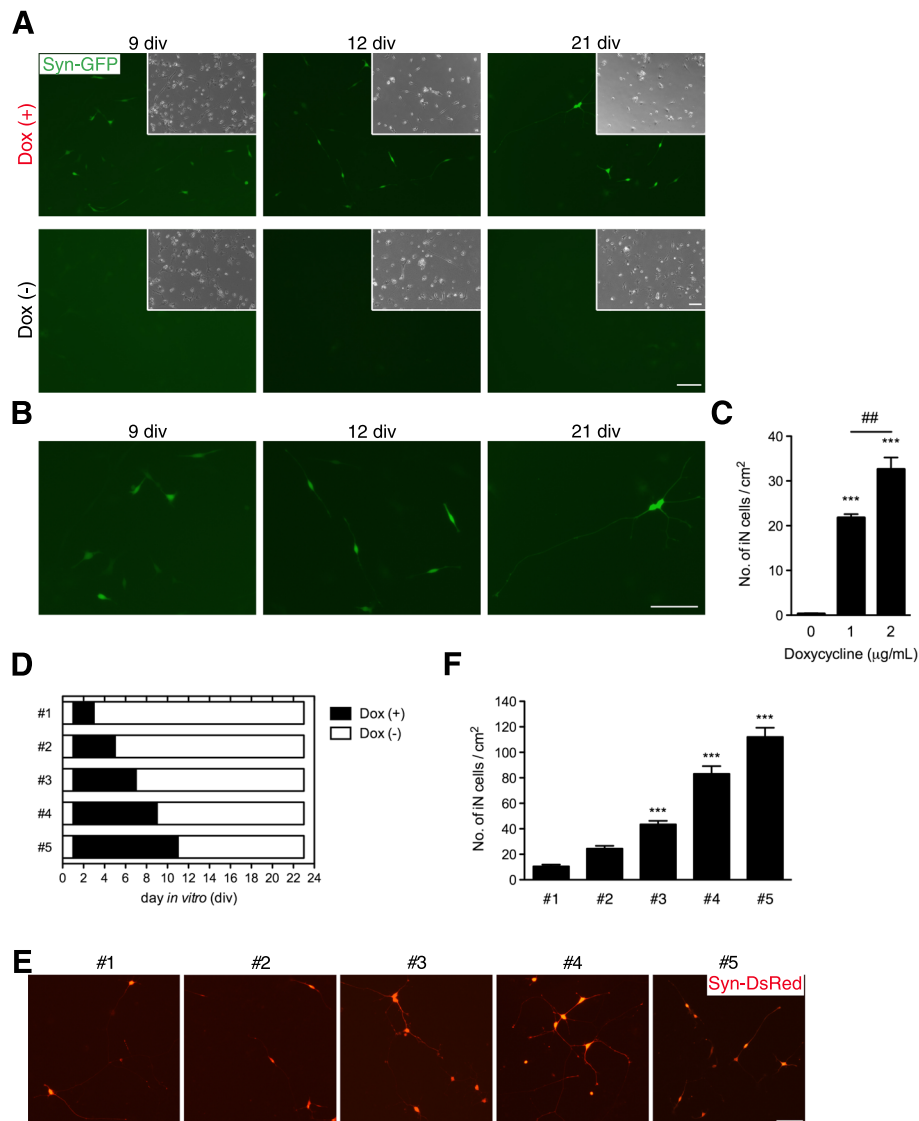 A
9 div
12 div
21 div
Syn-GFP
Dox (+)
Dox (-)
B
9 div
12 div
21 div
C
##
***
***
40
30
20
10
0
No. of iN cells / cm2
0 1 2
Doxycycline (μg/mL)
D
#1
#2
#3
#4
#5
Dox (+)
Dox (-)
0 2 4 6 8 10 12 14 16 18 20 22 24
day in vitro (div)
F
140
120
100
80
60
40
20
0
No. of iN cells / cm2
***
***
***
#1 #2 #3 #4 #5
E
#1
#2
#3
#4
#5
Syn-DsRed